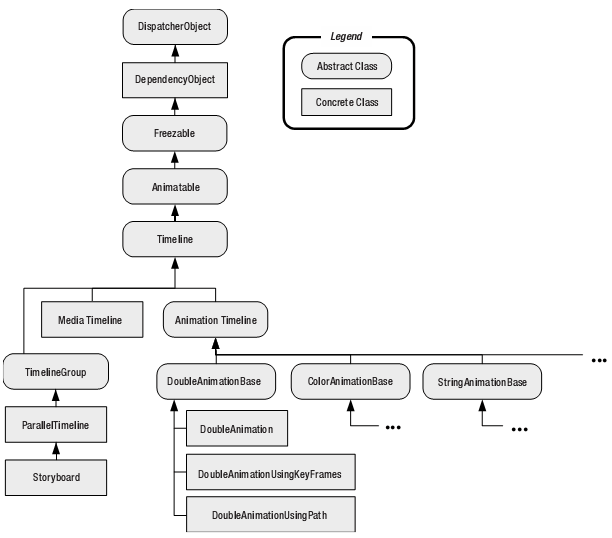 DispatcherObject
Legend
Abstract Class
DependencyObject
Concrete Class
Freezable
Animatable
Timeline
Media Timeline
Animation Timeline
...
TimelineGroup
DoubleAnimationBase
ColorAnimationBase
StringAnimationBase
ParallelTimeline
DoubleAnimation
...
...
Storyboard
DoubleAnimationUsingKeyFrames
DoubleAnimationUsingPath